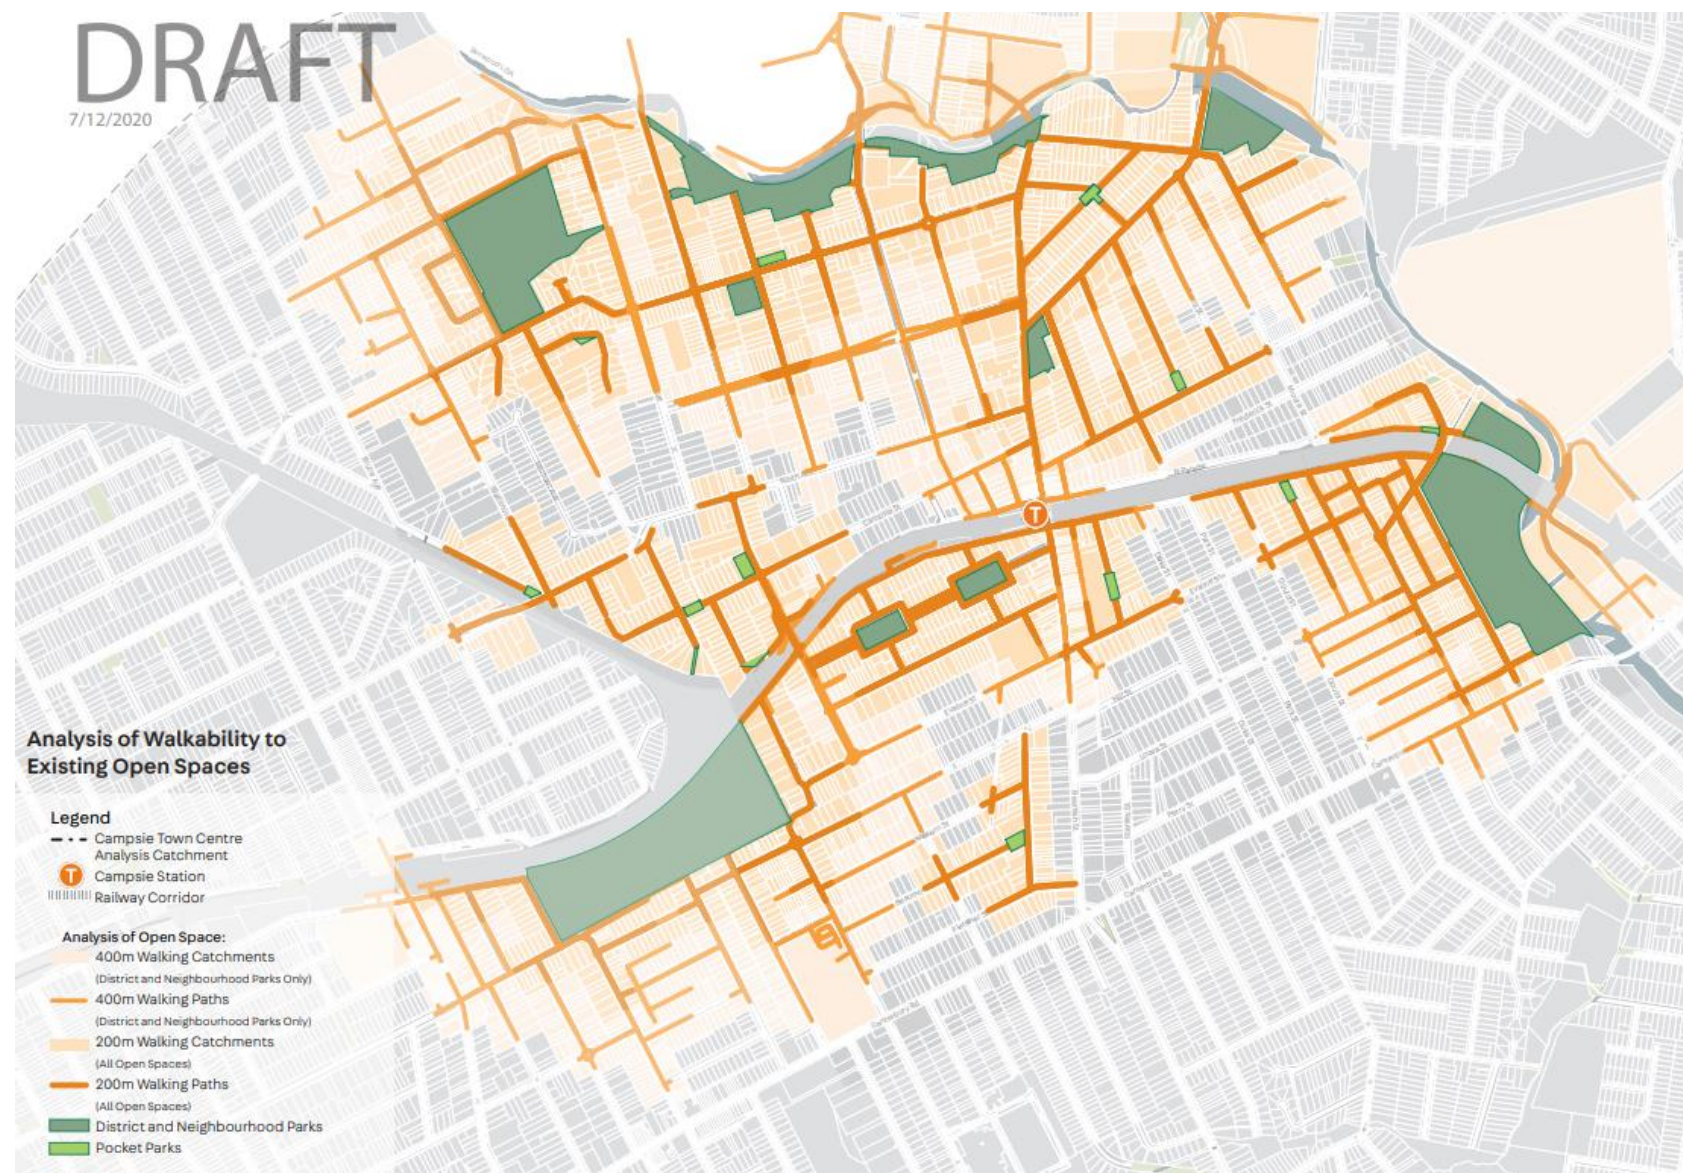 DRAFT
7/12/2020
T
Analysis of Walkability to
Existing Open Spaces
Legend
Campsie Town Centre
Analysis Catchment
T
Campsie Station
Railway Corridor
Analysis of Open Space:
400m Walking Catchments
(District and Neighbourhood Parks Only)
400m Walking Paths
(District and Neighbourhood Parks Only)
200m Walking Catchments
(All Open Spaces)
200m Walking Paths
(All Open Spaces)
District and Neighbourhood Parks
Pocket Parks